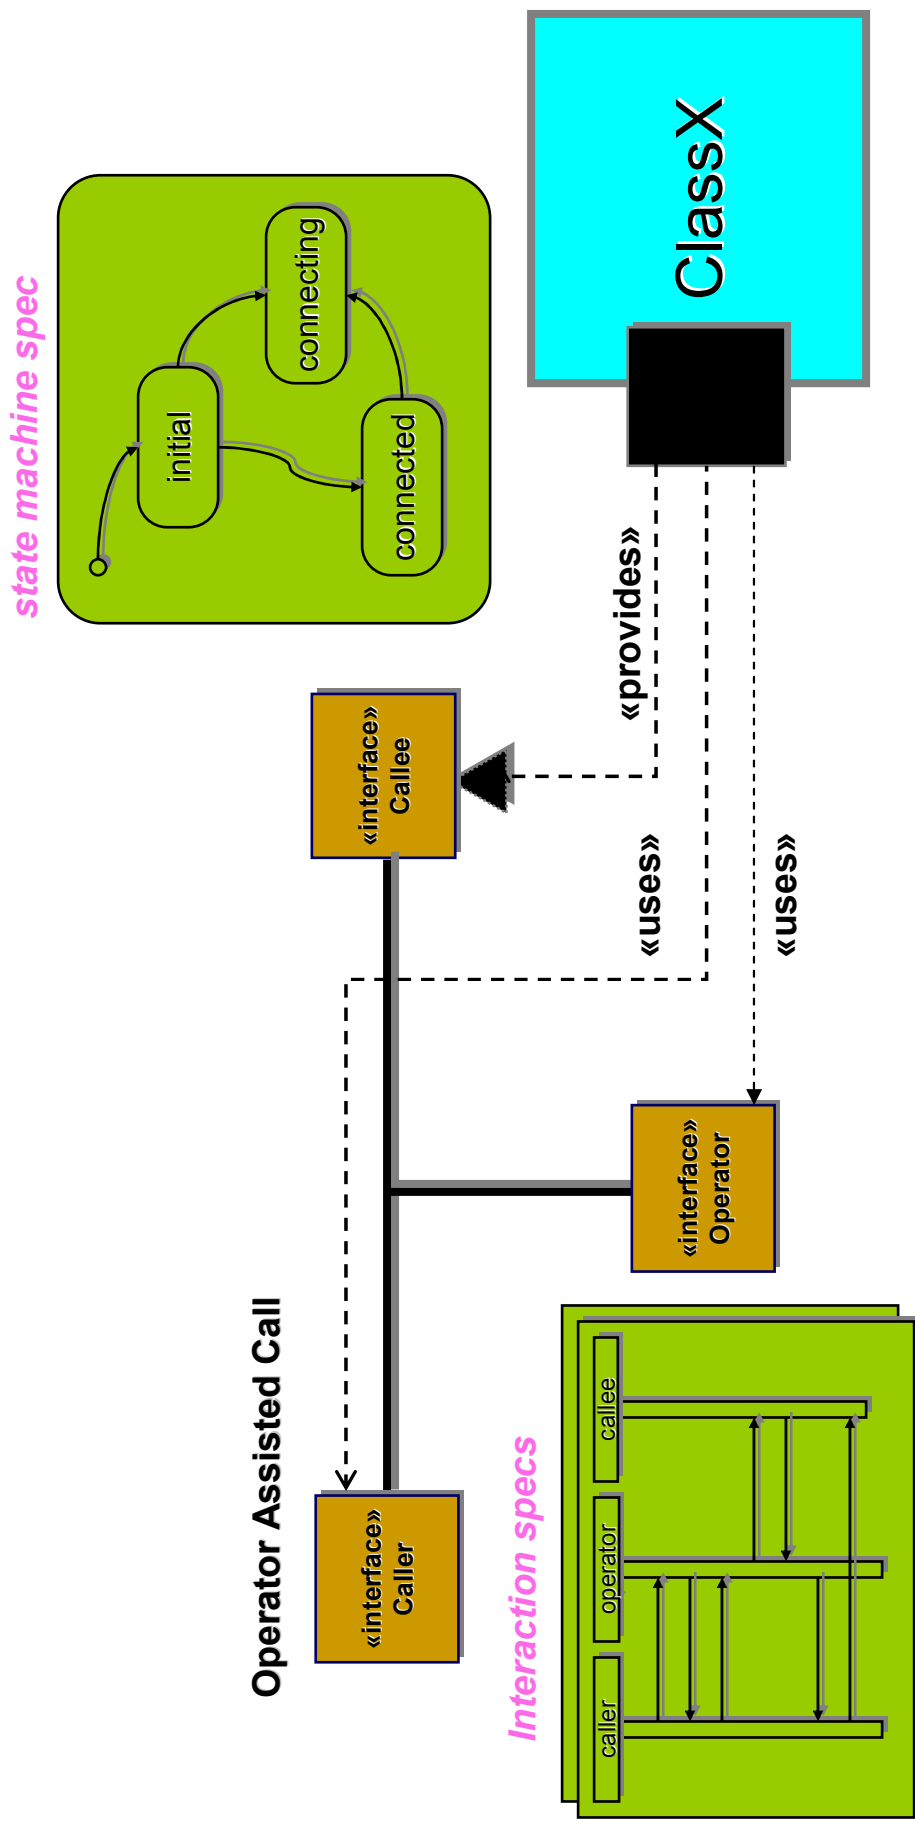 Operator Assisted Call
state machine spec
initial
connected
connecting
«interface»
Caller
«interface»
Callee
Interaction specs
caller
operator
callee
«interface»
Operator
«uses»
«provides»
«uses»
ClassX